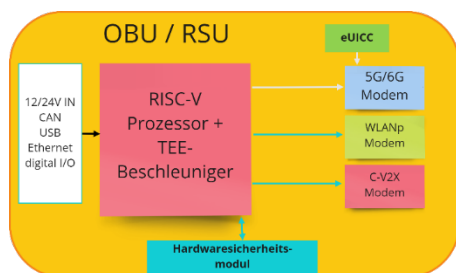 OBU / RSU
eUICC
12/24V IN
CAN
USB
Ethernet
digital I/O
RISC-V
Prozessor +
TEE-
Beschleuniger
5G/6G
Modem
WLANp
Modem
C-V2X
Modem
Hardwaresicherheits-
modul